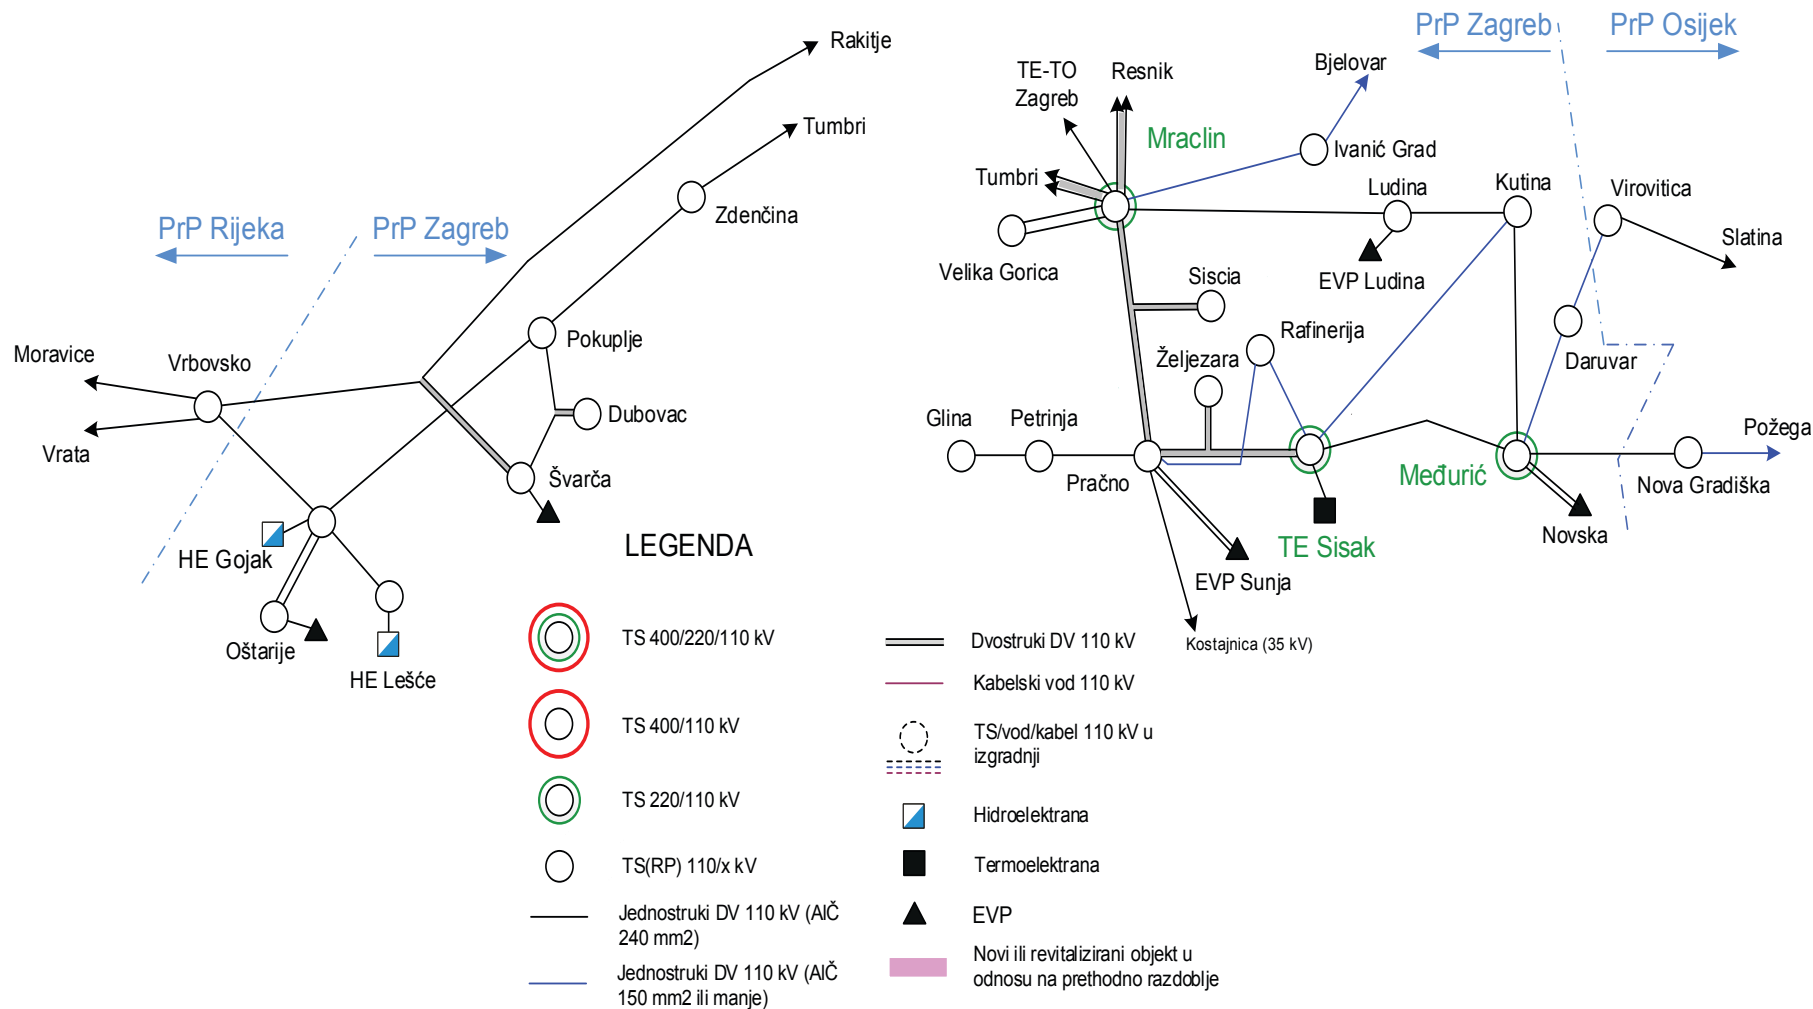 PrP Zagreb
PrP Osijek
Rakitje
Tumbri
Zdenčina
PrP Rijeka
PrP Zagreb
Pokuplje
Moravice
Vrbovsko
Dubovac
Vrata
Švarča
HE Gojak
Oštarije
HE Lešće
TE-TO
Zagreb
Resnik
Bjelovar
Mraclin
Ivanić Grad
Tumbri
Ludina
Kutina
Virovitica
Velika Gorica
EVP Ludina
Slatina
Siscia
Rafinerija
Željezara
Daruvar
Glina
Petrinja
Požega
Pračno
Međurić
Nova Gradiška
TE Sisak
Novska
EVP Sunja
Kostajnica (35 kV)
LEGENDA
TS 400/220/110 kV
TS 400/110 kV
TS 220/110 kV
TS(RP) 110/x kV
Jednostruki DV 110 kV (AlČ
240 mm2)
Jednostruki DV 110 kV (AlČ
150 mm2 ili manje)
Dvostruki DV 110 kV
Kabelski vod 110 kV
TS/vod/kabel 110 kV u
izgradnji
Hidroelektrana
Termoelektrana
EVP
Novi ili revitalizirani objekt u
odnosu na prethodno razdoblje